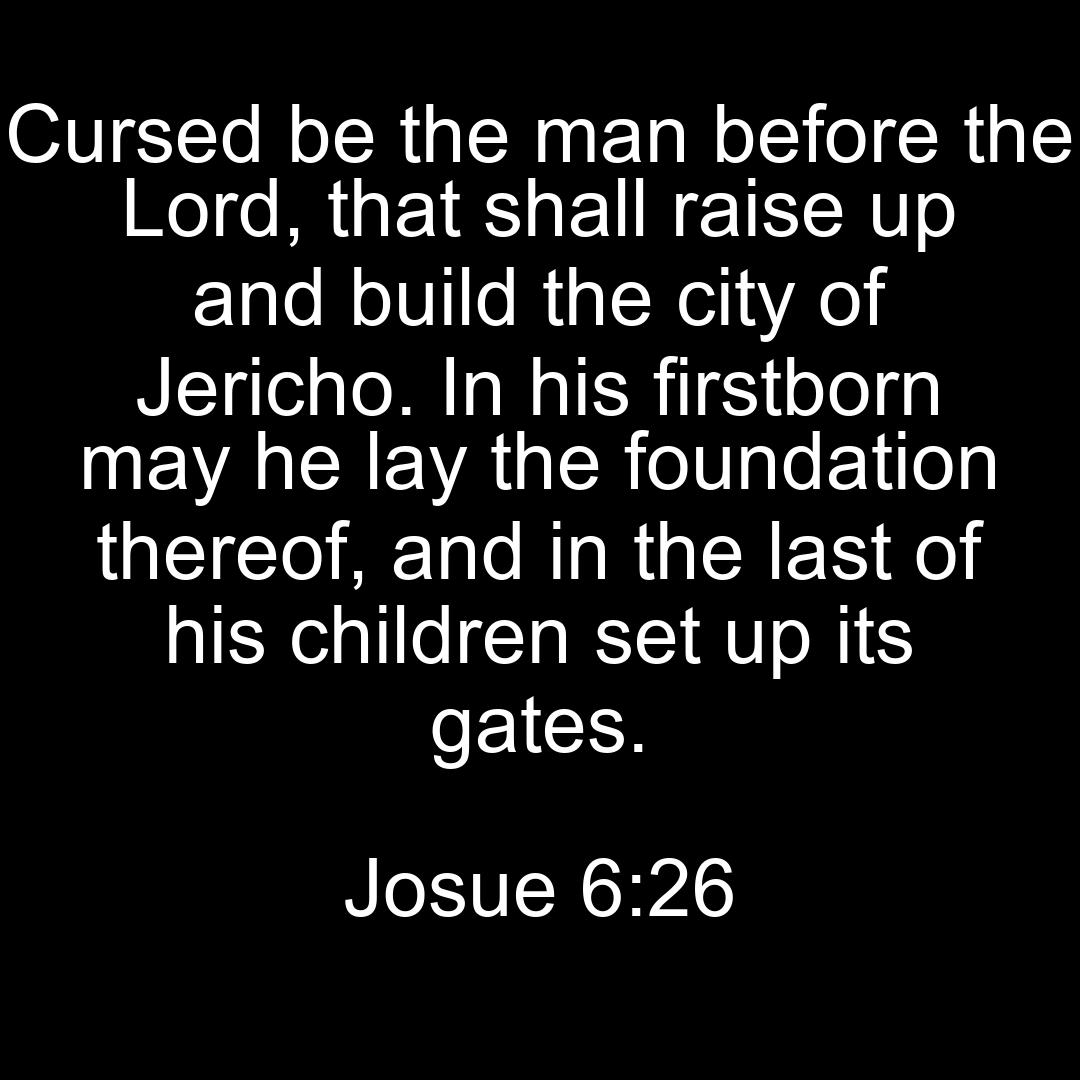 Cursed be the man before the
Lord, that shall raise up
and build the city of
Jericho. In his firstborn
may he lay the foundation
thereof, and in the last of
his children set up its
gates.
Josue 6:26